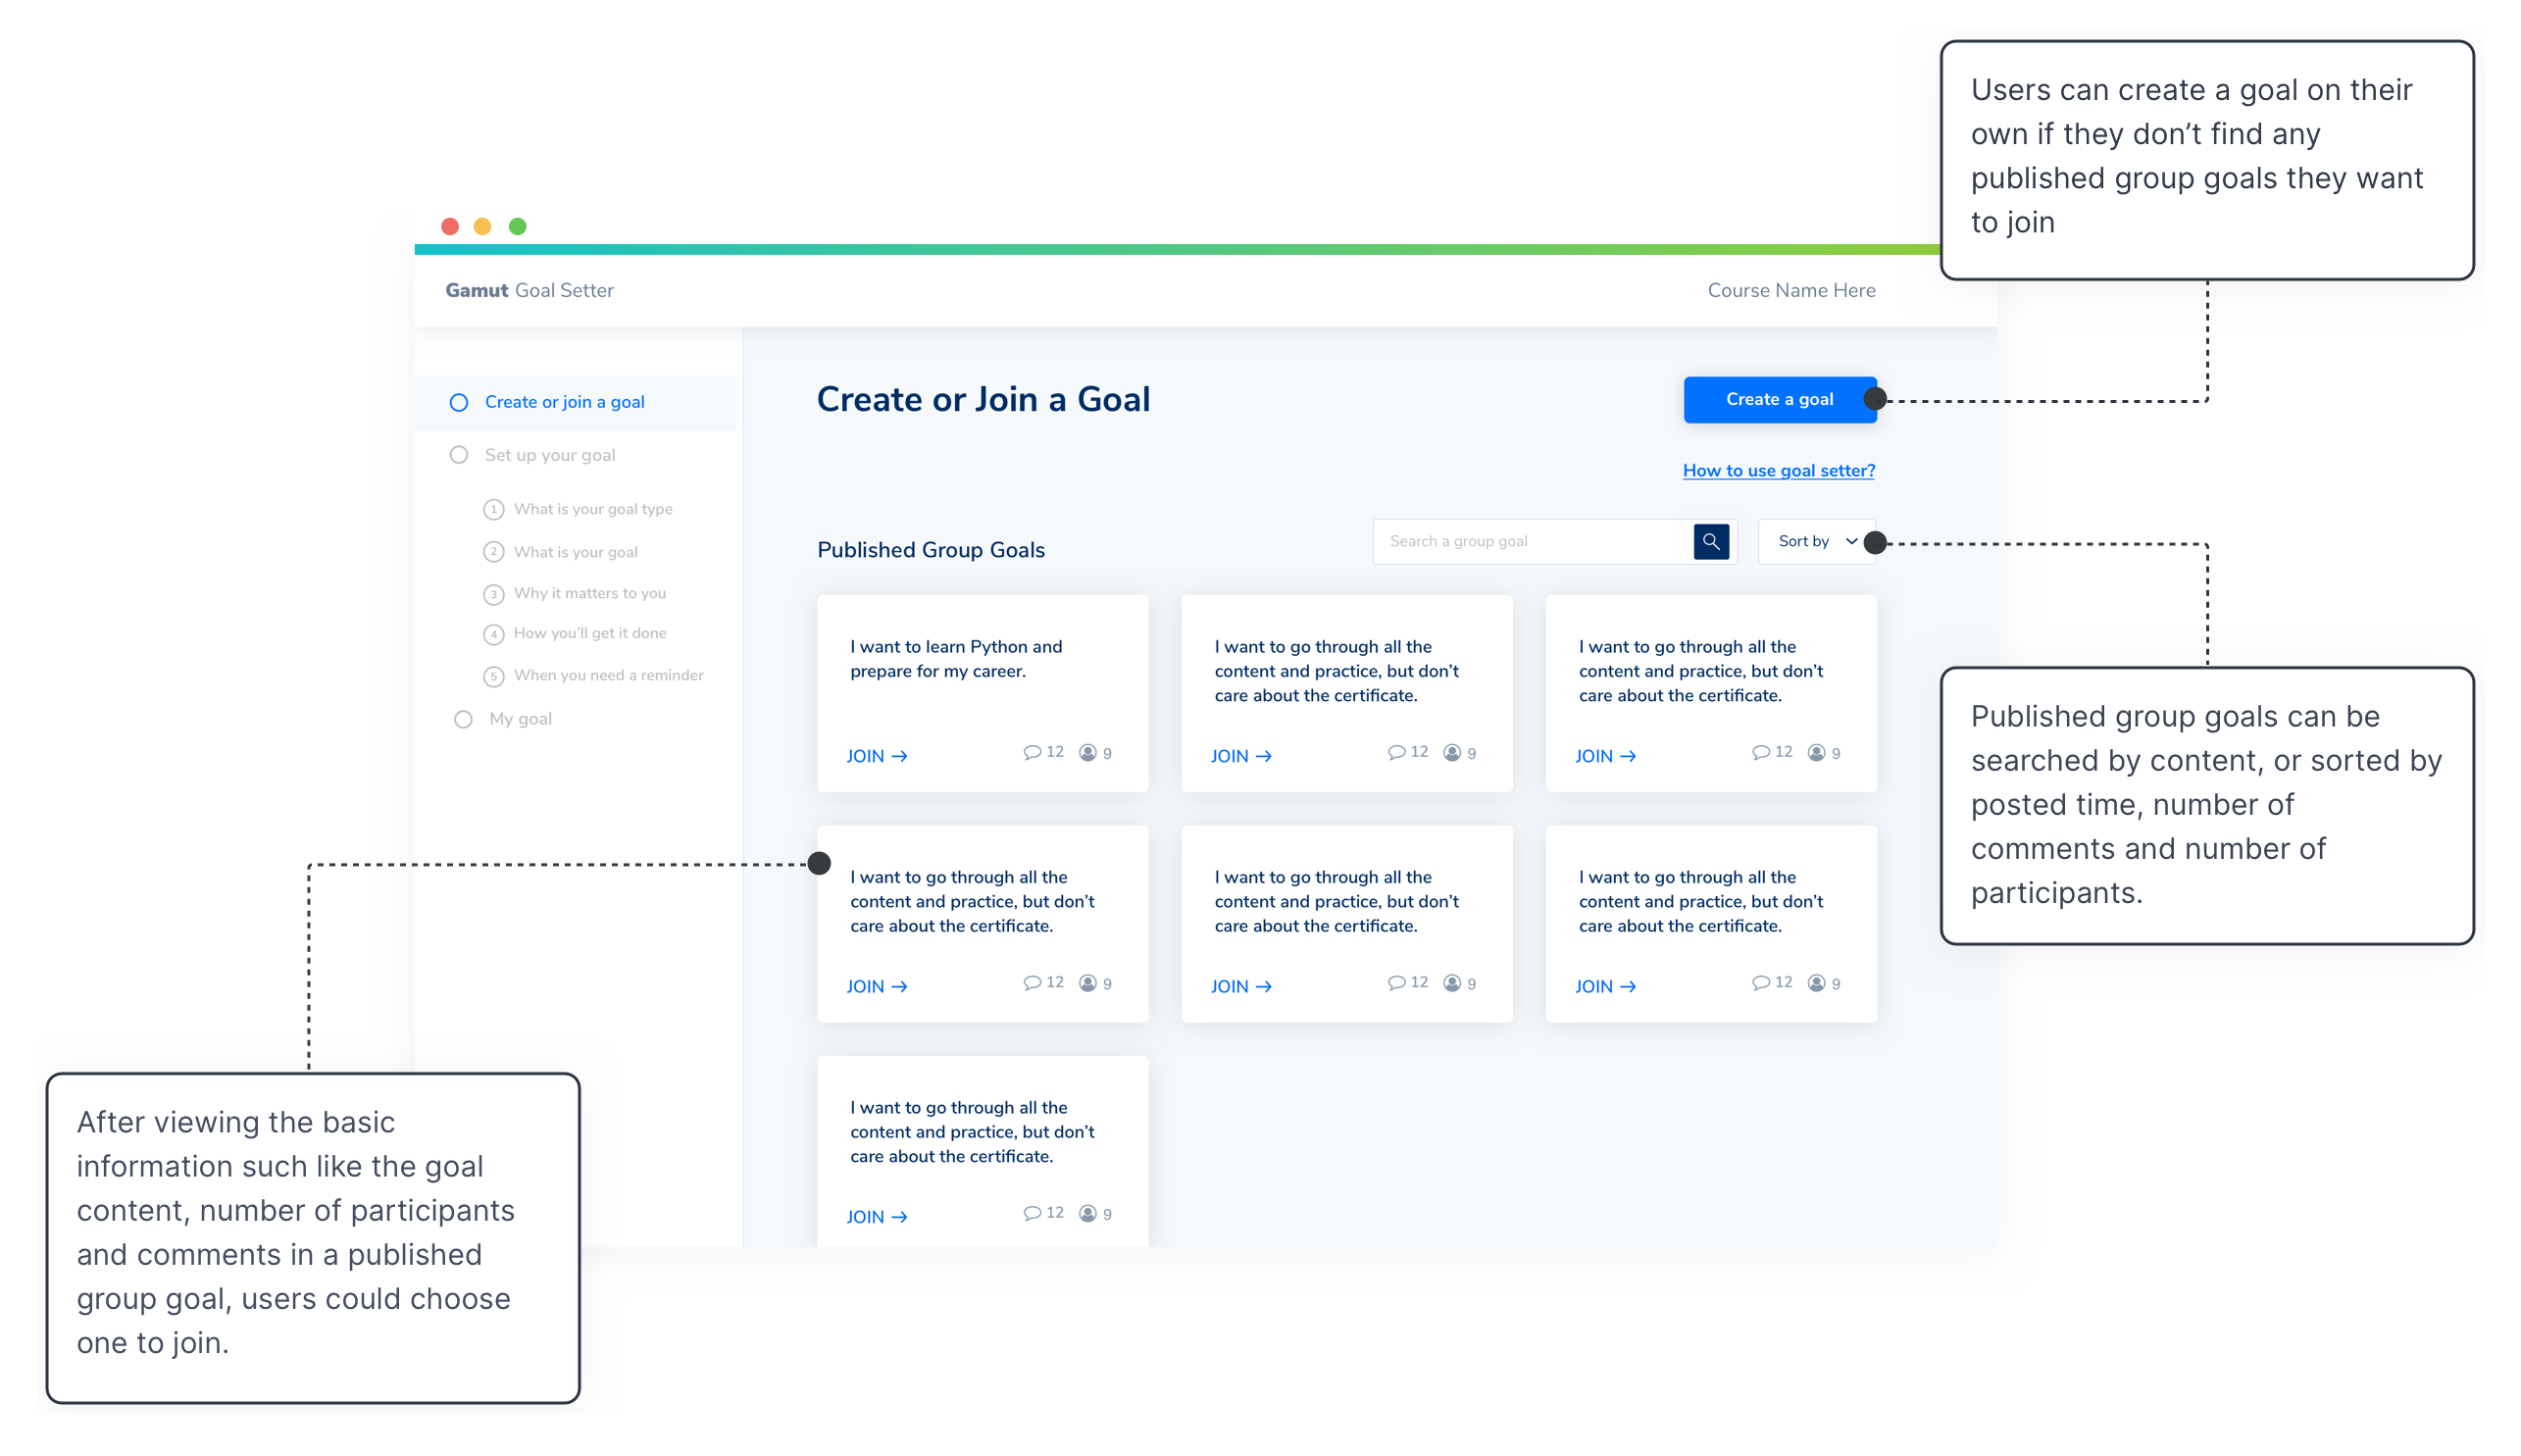 Users can create a goal on their
own if they don’t find any
published group goals they want
to join
Gamut Goal Setter
Course Name Here
Create or join a goal
Set up your goal
1 What is your goal type
2 What is your goal
3 Why it matters to you
4 How you’ll get it done
5 When you need a reminder
My goal
Create or Join a Goal
Create a goal
How to use goal setter?
Published Group Goals
Search a group goal
Sort by
I want to learn Python and
prepare for my career.
JOIN → 12 9
I want to go through all the
content and practice, but don’t
care about the certificate.
JOIN → 12 9
I want to go through all the
content and practice, but don’t
care about the certificate.
JOIN → 12 9
I want to go through all the
content and practice, but don’t
care about the certificate.
JOIN → 12 9
I want to go through all the
content and practice, but don’t
care about the certificate.
JOIN → 12 9
I want to go through all the
content and practice, but don’t
care about the certificate.
JOIN → 12 9
I want to go through all the
content and practice, but don’t
care about the certificate.
JOIN → 12 9
Published group goals can be
searched by content, or sorted by
posted time, number of
comments and number of
participants.
After viewing the basic
information such like the goal
content, number of participants
and comments in a published
group goal, users could choose
one to join.